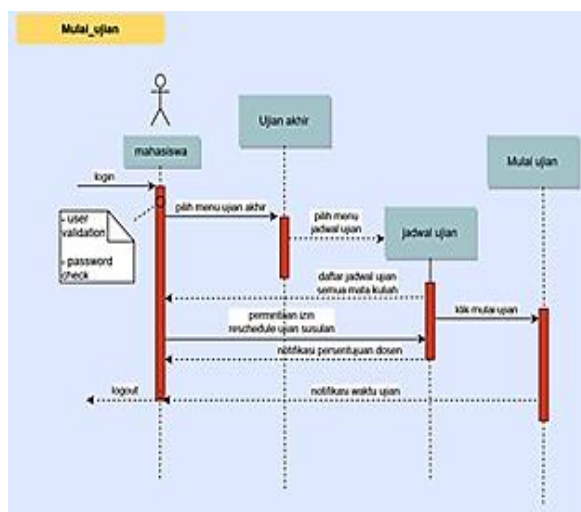 Mulai_ujian
Ujian akhir
mahasiswa
Mulai ujian
login
pilih menu ujian akhir
- user
validation
- password
check
pilih menu
jadwal ujian
jadwal ujian
daftar jadwal ujian
semua mata kuliah
klik mulai ujian
permintaan izin
reschedule ujian susulan
notifikasi persentujuan dosen
logout
notifikasi waktu ujian